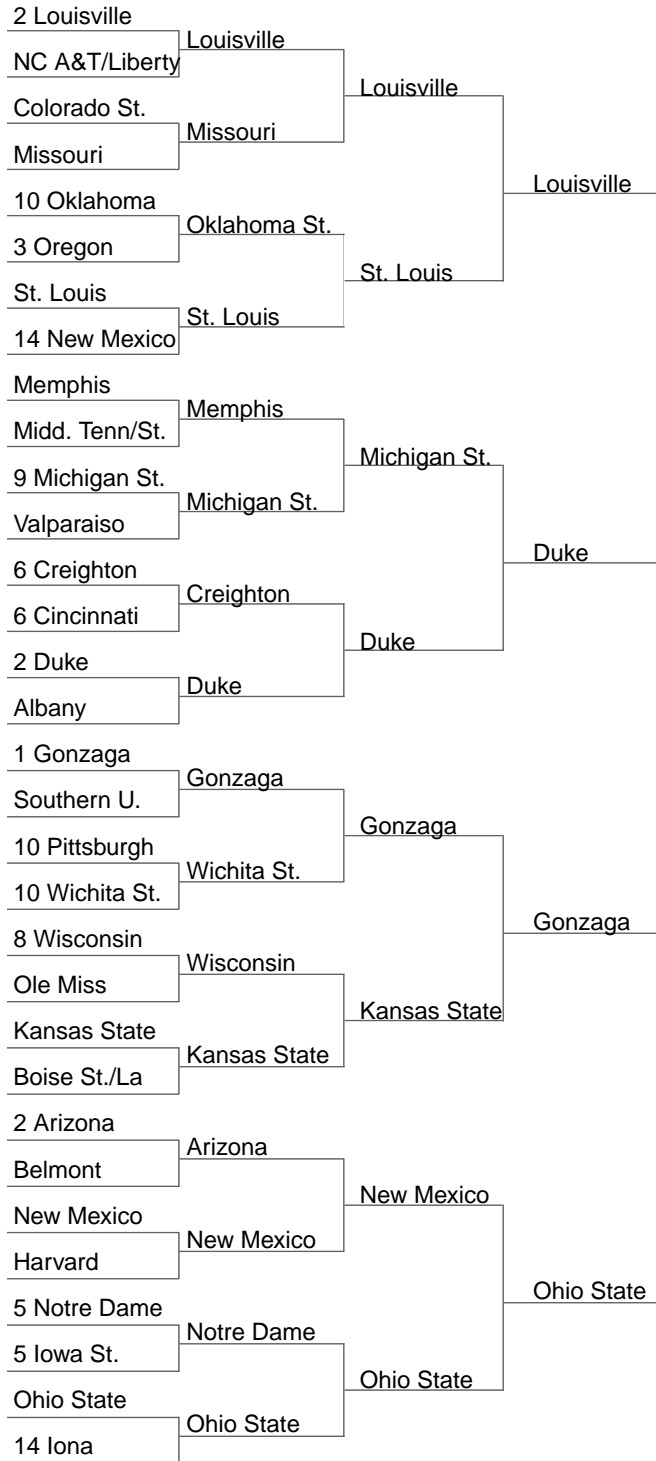 2 Louisville
NC A&T/Liberty
Colorado St.
Missouri
10 Oklahoma
3 Oregon
St. Louis
14 New Mexico
Memphis
Midd. Tenn/St.
9 Michigan St.
Valparaiso
6 Creighton
6 Cincinnati
2 Duke
Albany
1 Gonzaga
Southern U.
10 Pittsburgh
10 Wichita St.
8 Wisconsin
Ole Miss
Kansas State
Boise St./La
2 Arizona
Belmont
New Mexico
Harvard
5 Notre Dame
5 Iowa St.
Ohio State
14 Iona
Louisville
Missouri
Oklahoma St.
St. Louis
Memphis
Michigan St.
Creighton
Duke
Gonzaga
Wichita St.
Wisconsin
Kansas State
Arizona
New Mexico
Notre Dame
Ohio State
Louisville
St. Louis
Michigan St.
Duke
Gonzaga
Kansas State
New Mexico
Ohio State
Louisville
Duke
Gonzaga
Ohio State